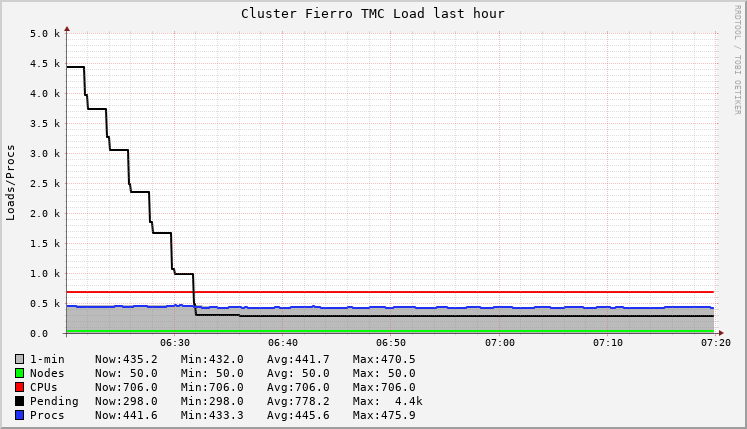 Cluster Fierro TMC Load last hour
RRDTOOL / TOBI OETIKER
Loads/Procs
5.0 k
4.5 k
4.0 k
3.5 k
3.0 k
2.5 k
2.0 k
1.5 k
1.0 k
0.5 k
0.0
06:30 06:40 06:50 07:00 07:10 07:20
1-min Now:435.2 Min:432.0 Avg:441.7 Max:470.5
Nodes Now: 50.0 Min: 50.0 Avg: 50.0 Max: 50.0
CPUs Now:706.0 Min:706.0 Avg:706.0 Max:706.0
Pending Now:298.0 Min:298.0 Avg:778.2 Max: 4.4k
Procs Now:441.6 Min:433.3 Avg:445.6 Max:475.9